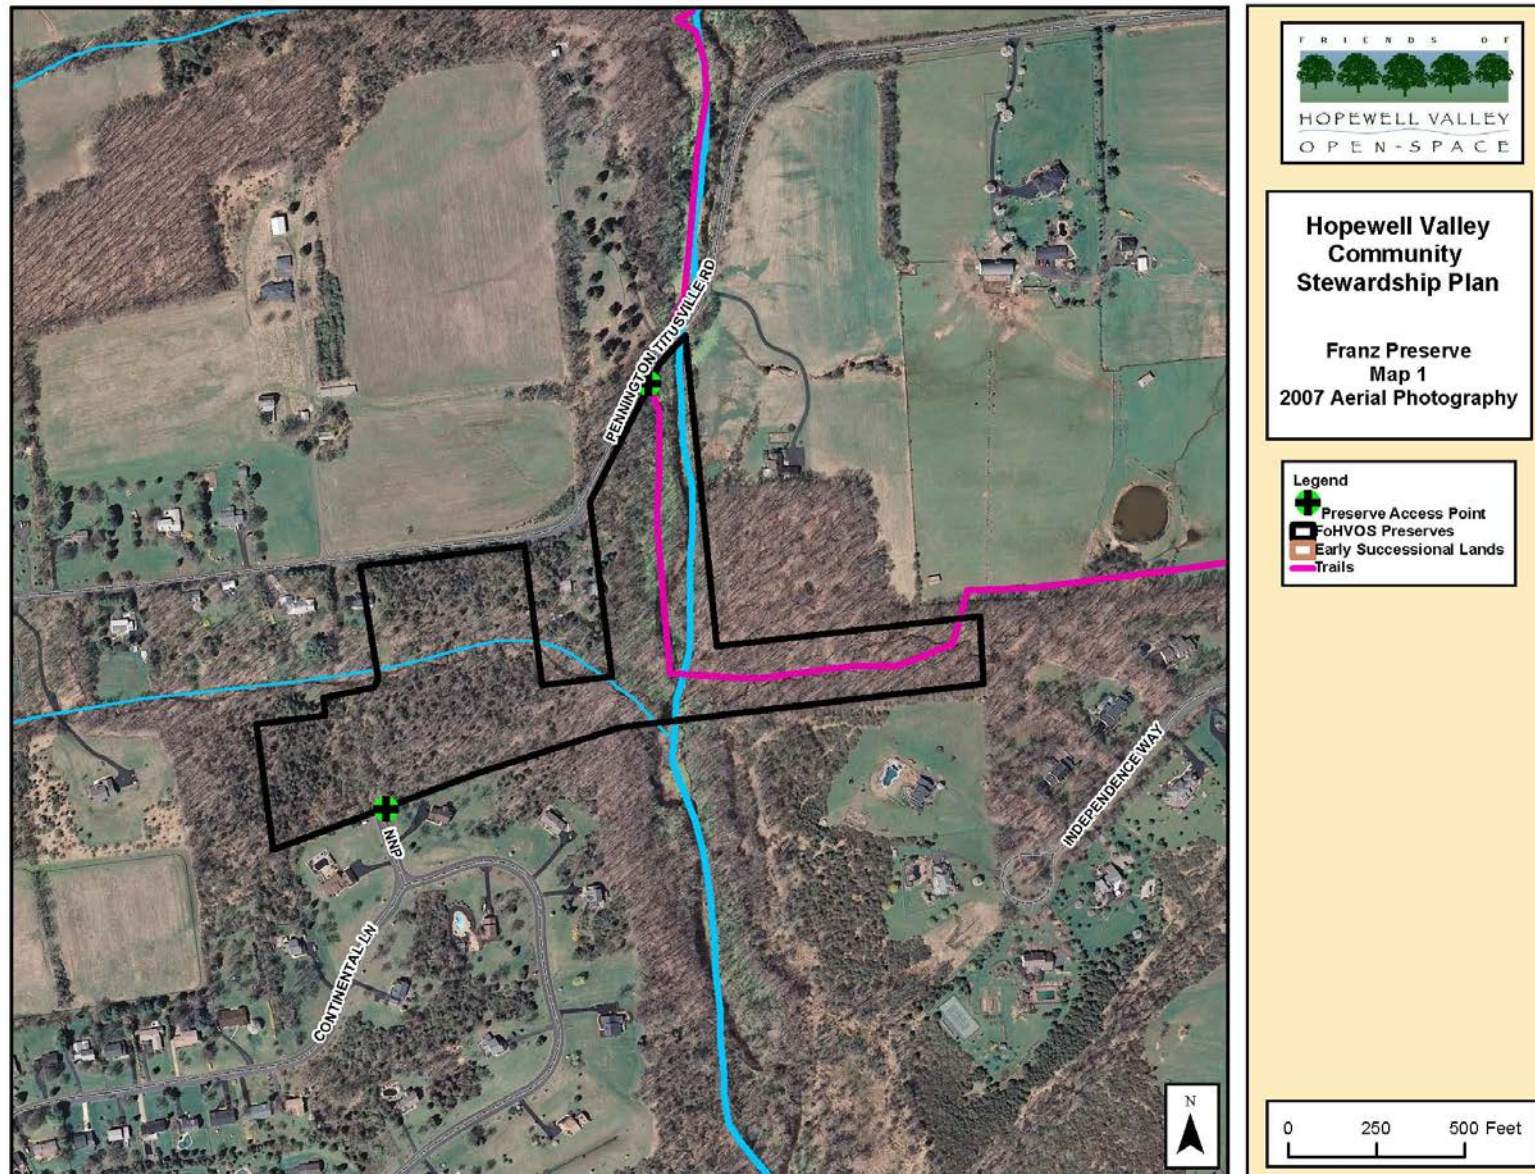 FRIENDS OF
HOPEWELL VALLEY
OPEN-SPACE
Hopewell Valley
Community
Stewardship Plan
Franz Preserve
Map 1
2007 Aerial Photography
Legend
Preserve Access Point
FoHVOS Preserves
Early Successional Lands
Trails
PENNINGTON TITUSVILLE RD
INDEPENDENCE WAY
NNP
CONTINENTAL LN
N
0 250 500 Feet